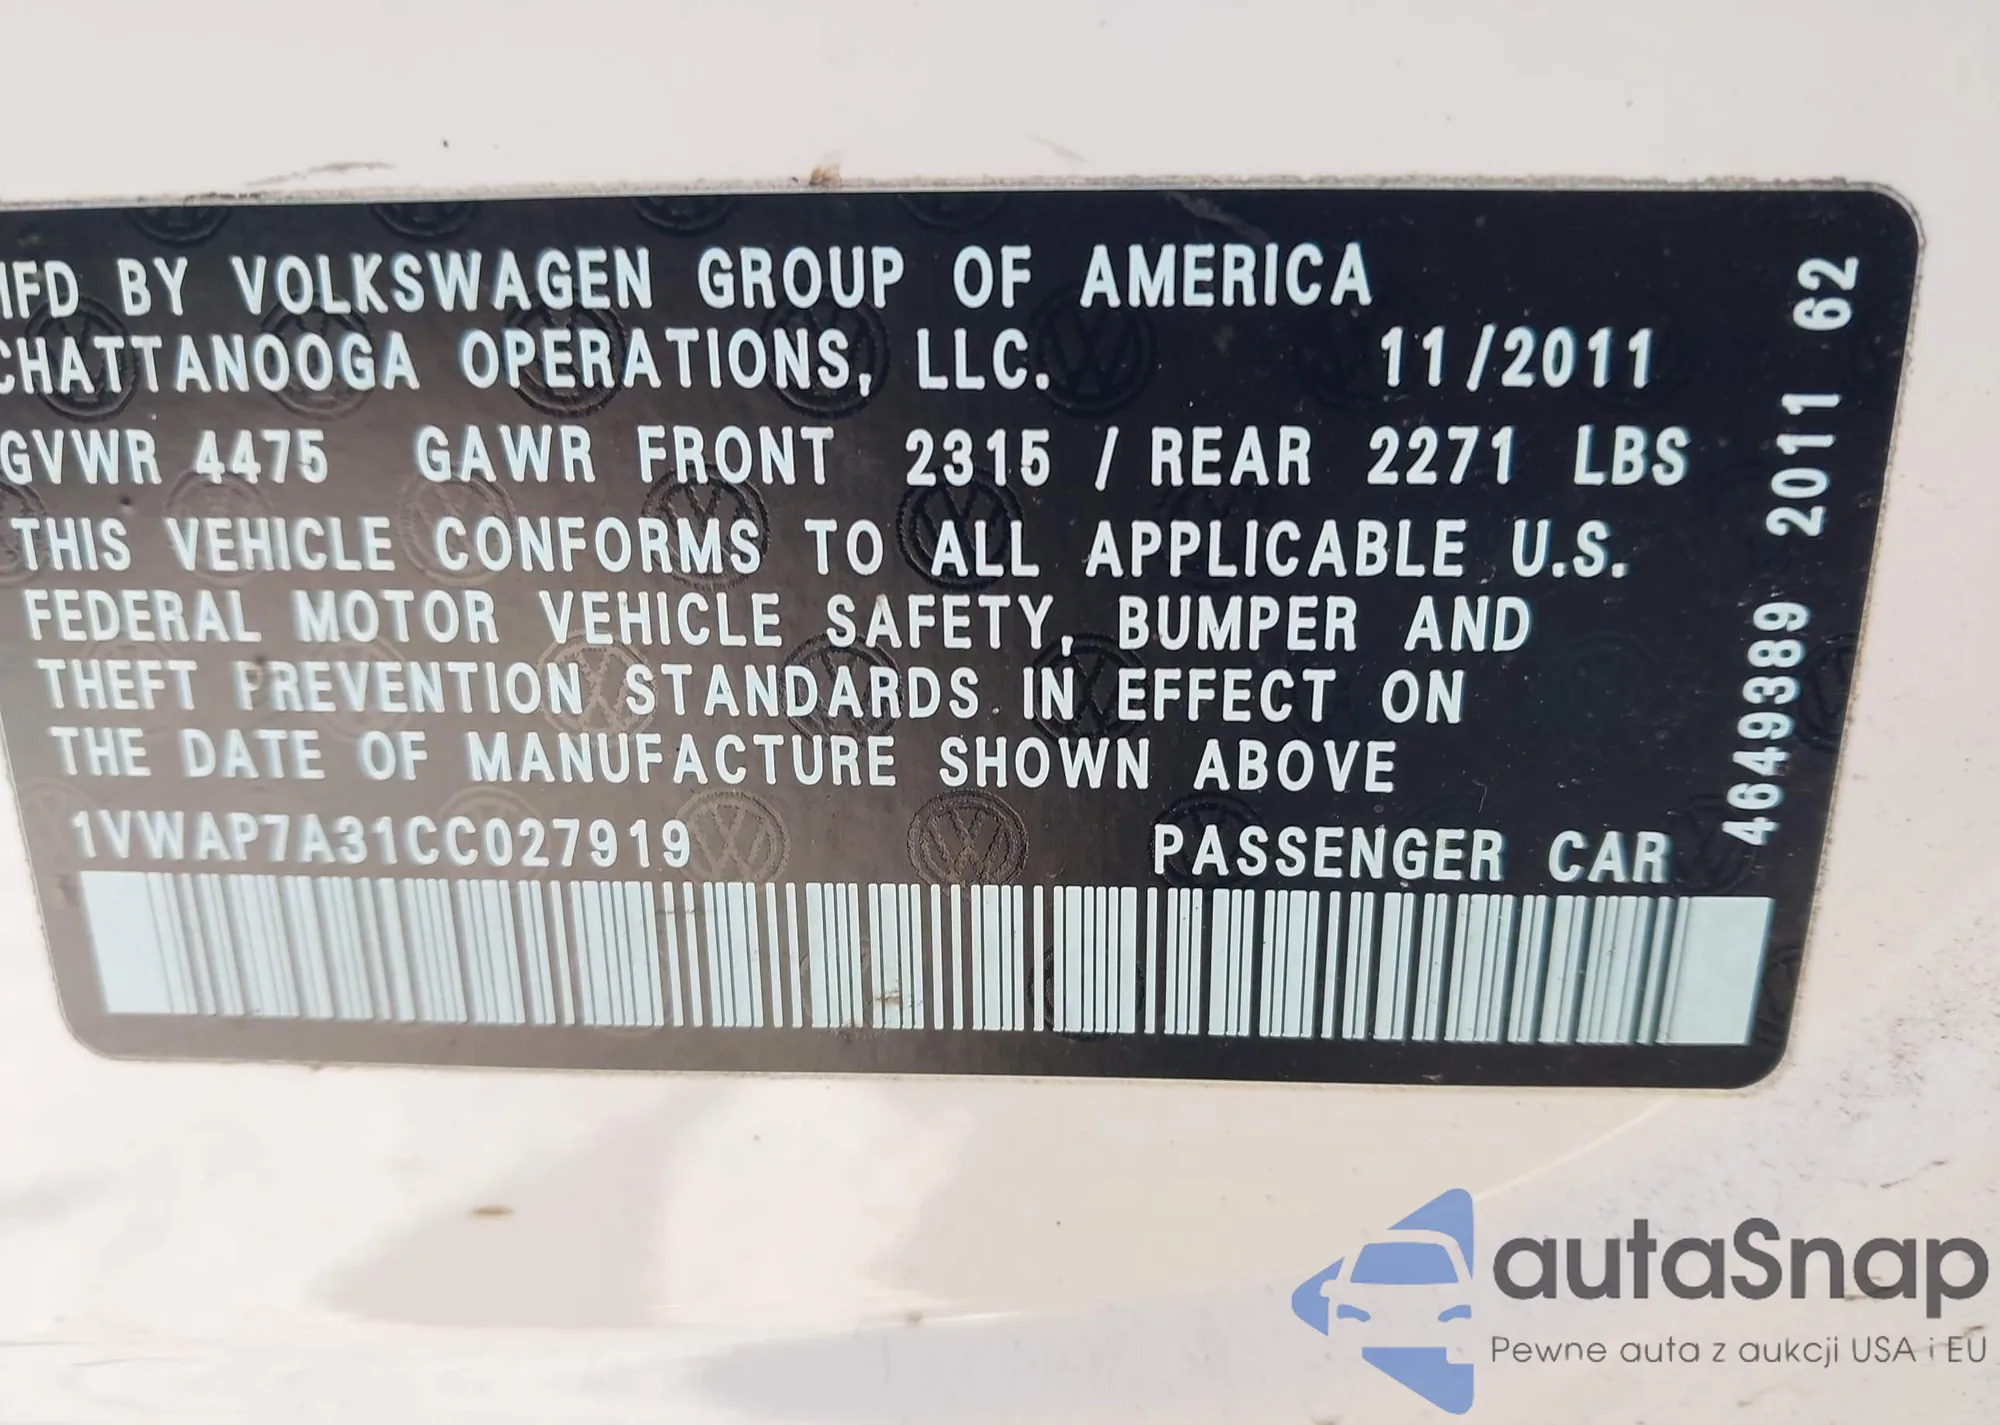 MFD BY VOLKSWAGEN GROUP OF AMERICA
CHATTANOOGA OPERATIONS, LLC. 11/2011
GVWR 4475 GAWR FRONT 2315 / REAR 2271 LBS
THIS VEHICLE CONFORMS TO ALL APPLICABLE U.S.
FEDERAL MOTOR VEHICLE SAFETY, BUMPER AND
THEFT PREVENTION STANDARDS IN EFFECT ON
THE DATE OF MANUFACTURE SHOWN ABOVE
1VWAP7A31CC027919 PASSENGER CAR
4649389 2011 62
autaSnap
Pewne auta z aukcji USA i EU